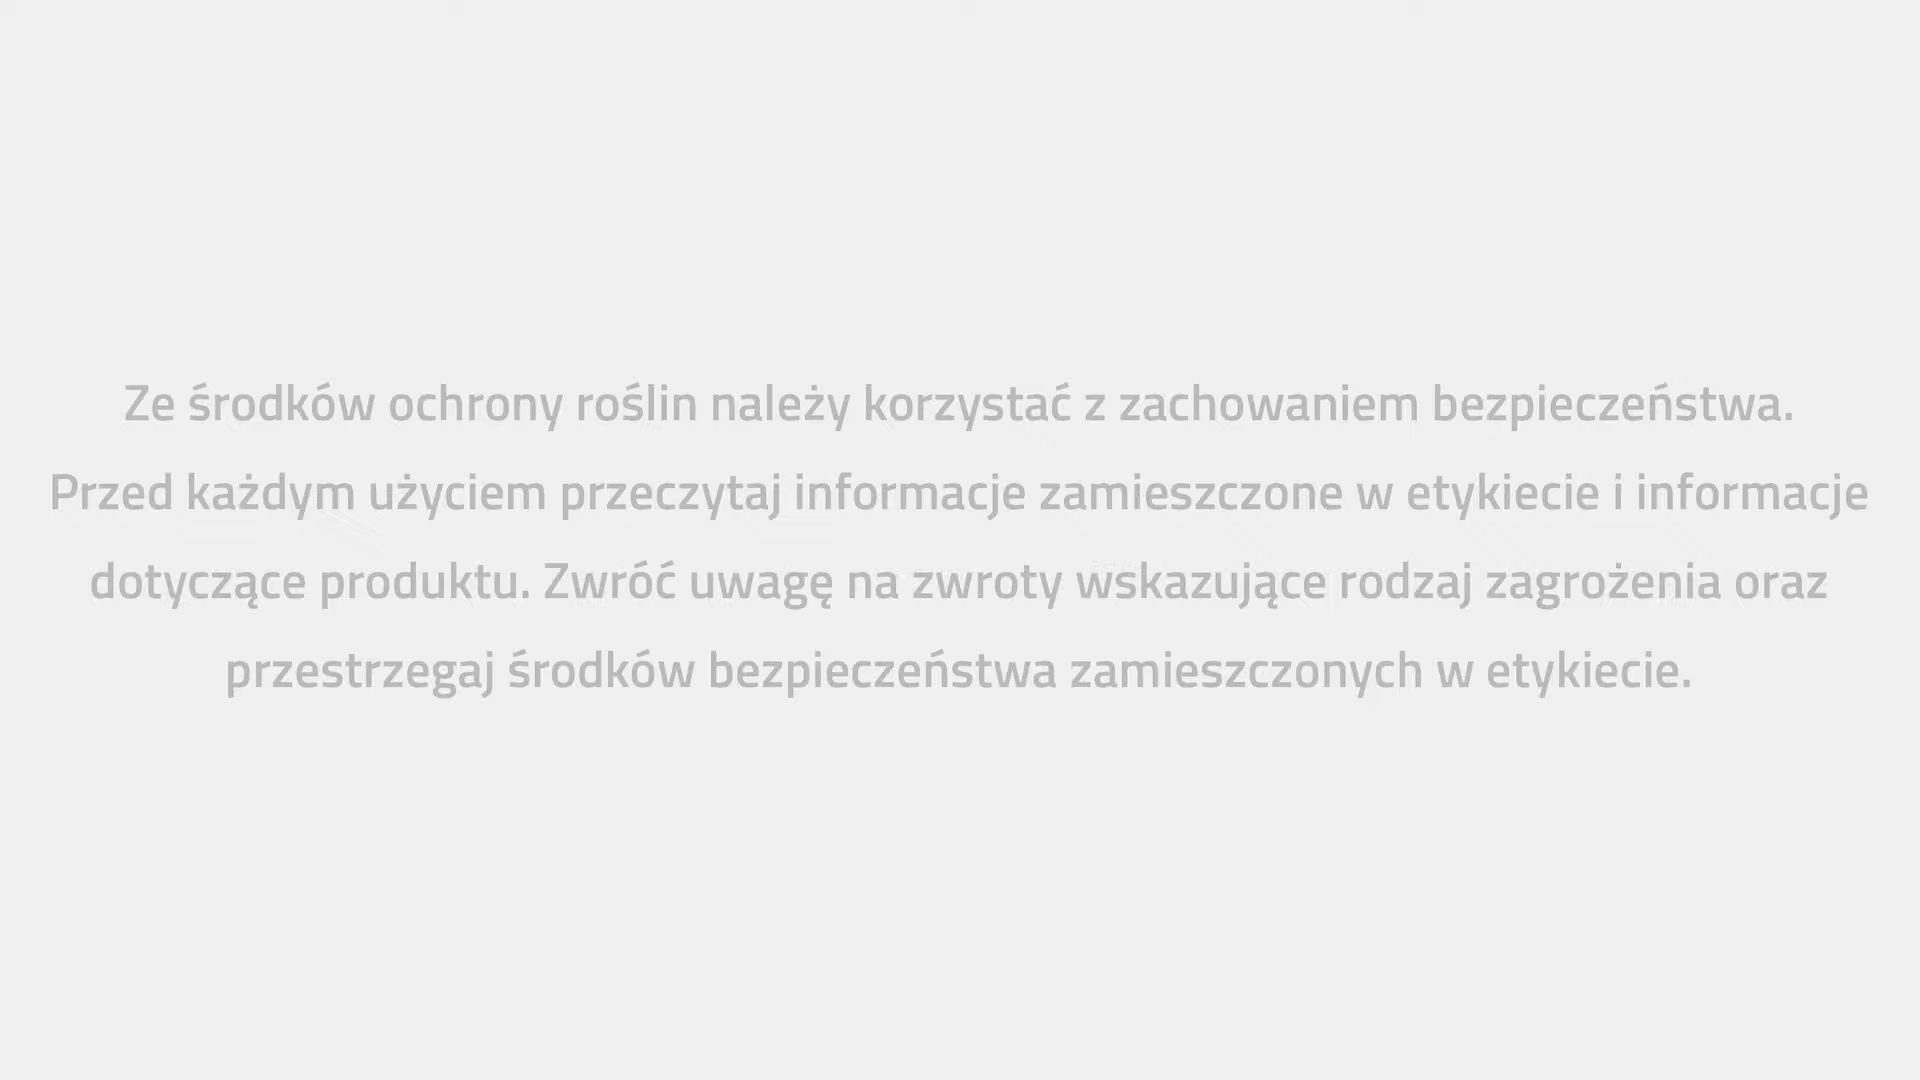 Ze środków ochrony roślin należy korzystać z zachowaniem bezpieczeństwa.
Przed każdym użyciem przeczytaj informacje zamieszczone w etykiecie i informacje
dotyczące produktu. Zwróć uwagę na zwroty wskazujące rodzaj zagrożenia oraz
przestrzegaj środków bezpieczeństwa zamieszczonych w etykiecie.